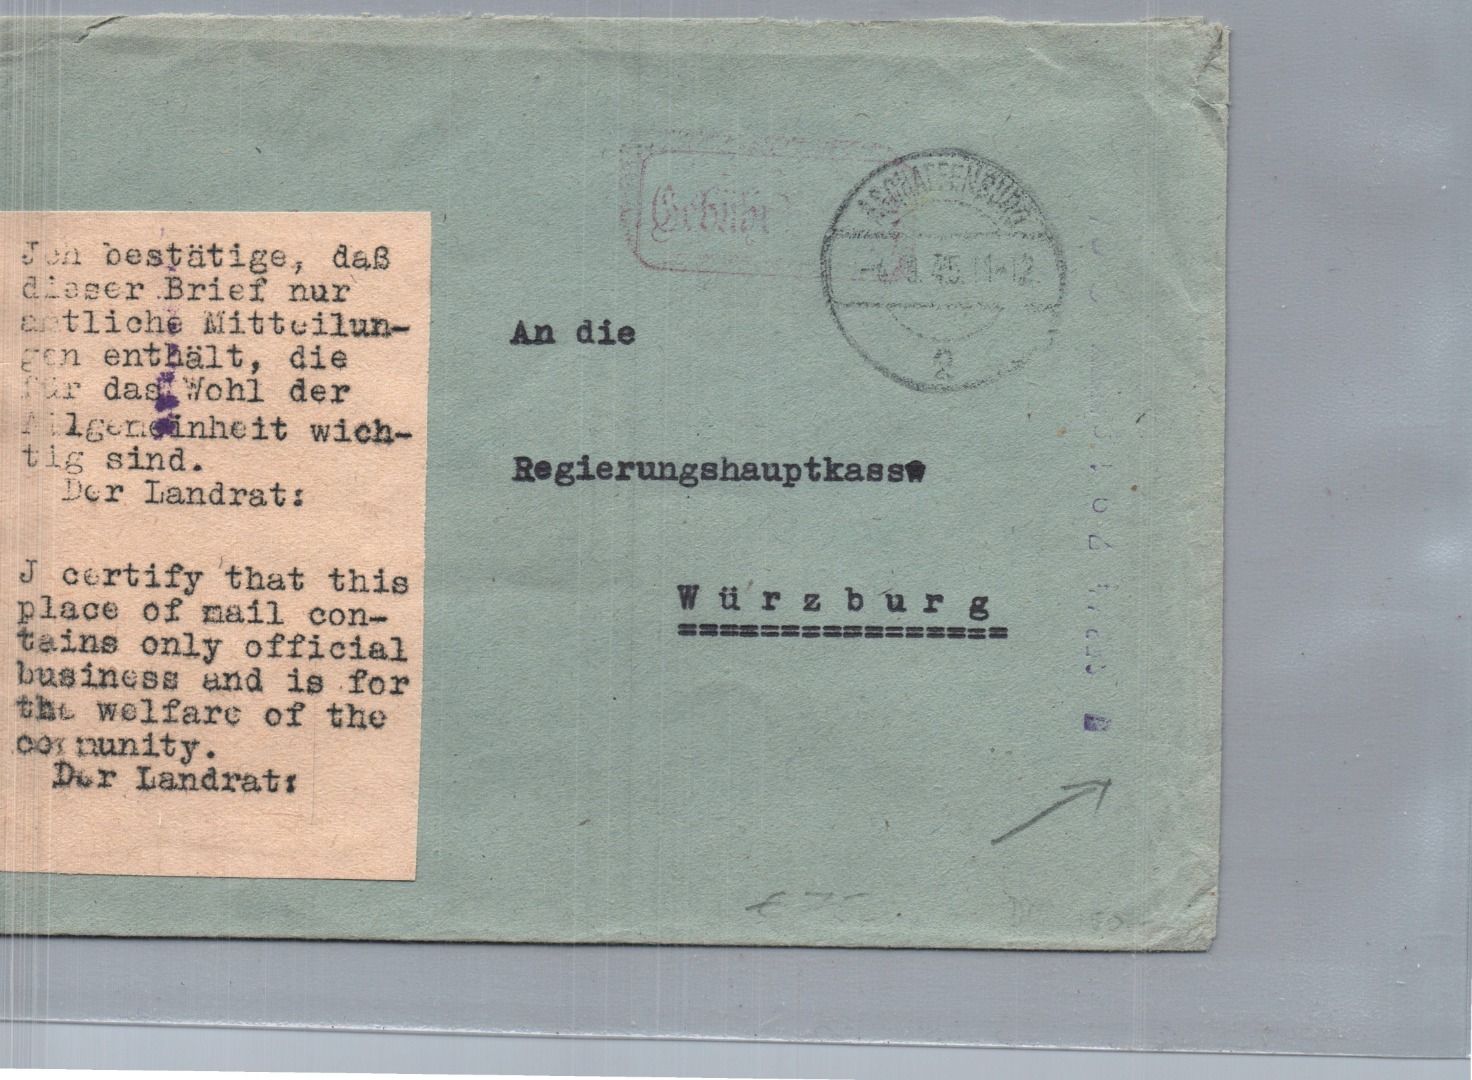 Jch bestätige, daß
dieser Brief nur
amtliche Mitteilun-
gen enthält, die
für das Wohl der
Allgemeinheit wich-
tig sind.
Der Landrat:
J certify that this
place of mail con-
tains only official
business and is for
the welfare of the
community.
Der Landrat:
Gebühr
ASCHAFFENBURG
45.11-12
2
An die
Regierungshauptkasse
Würzburg